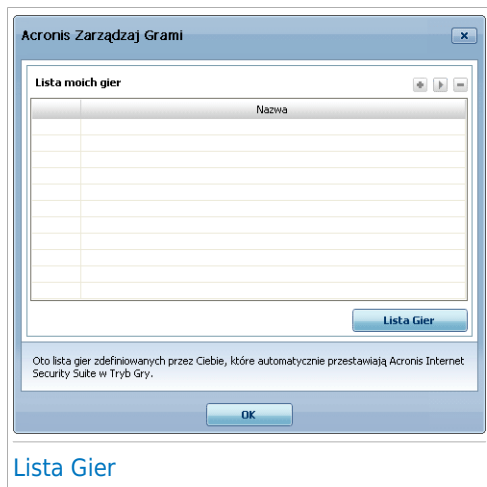 Acronis Zarządzaj Grami
Lista moich gier
Nazwa
Lista Gier
Oto lista gier zdefiniowanych przez Ciebie, które automatycznie przestawiają Acronis Internet
Security Suite w Tryb Gry.
OK
Lista Gier